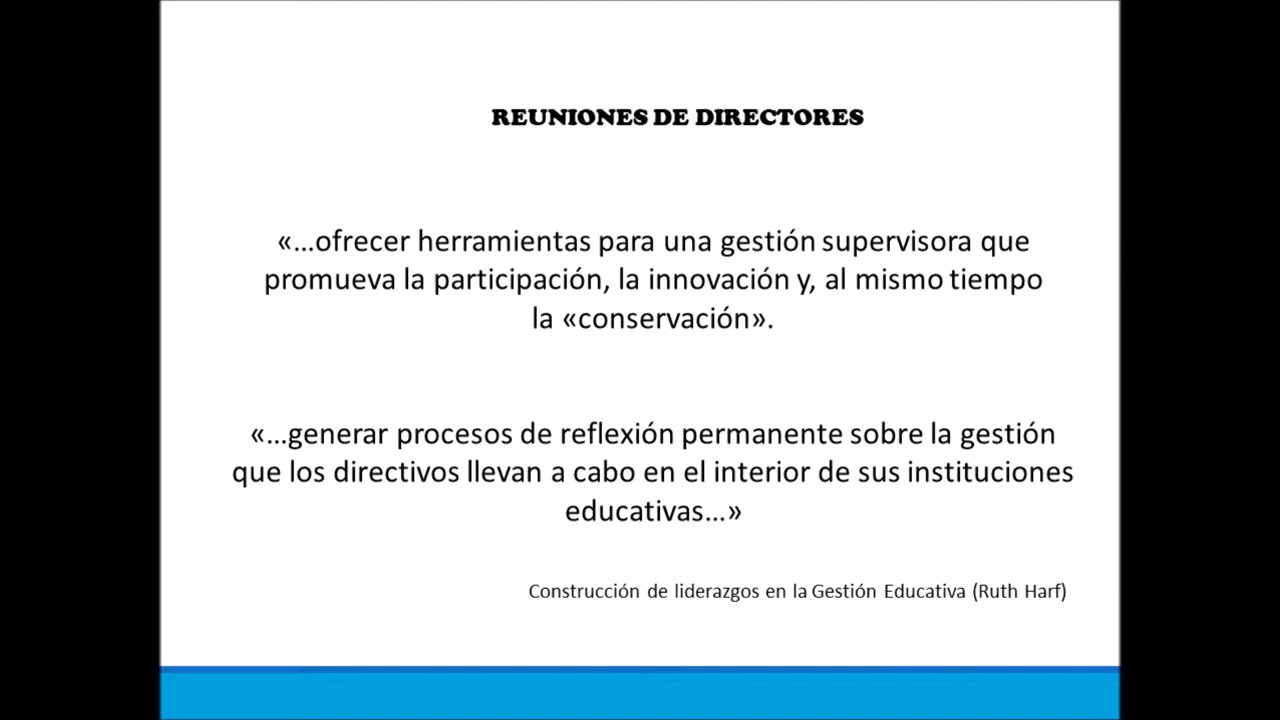 REUNIONES DE DIRECTORES
«...ofrecer herramientas para una gestión supervisora que
promueva la participación, la innovación y, al mismo tiempo
la «conservación».
«...generar procesos de reflexión permanente sobre la gestión
que los directivos llevan a cabo en el interior de sus instituciones
educativas...»
Construcción de liderazgos en la Gestión Educativa (Ruth Harf)